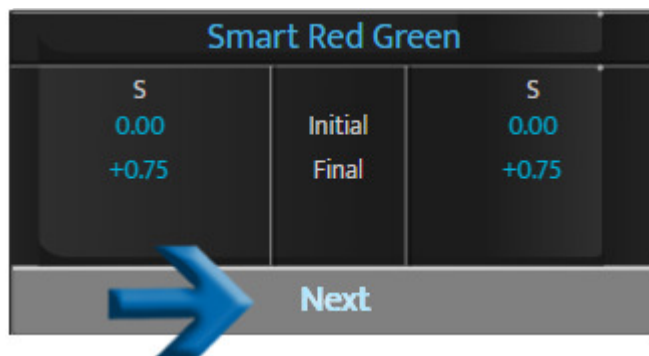 Smart Red Green
S S
0.00 Initial 0.00
+0.75 Final +0.75
Next